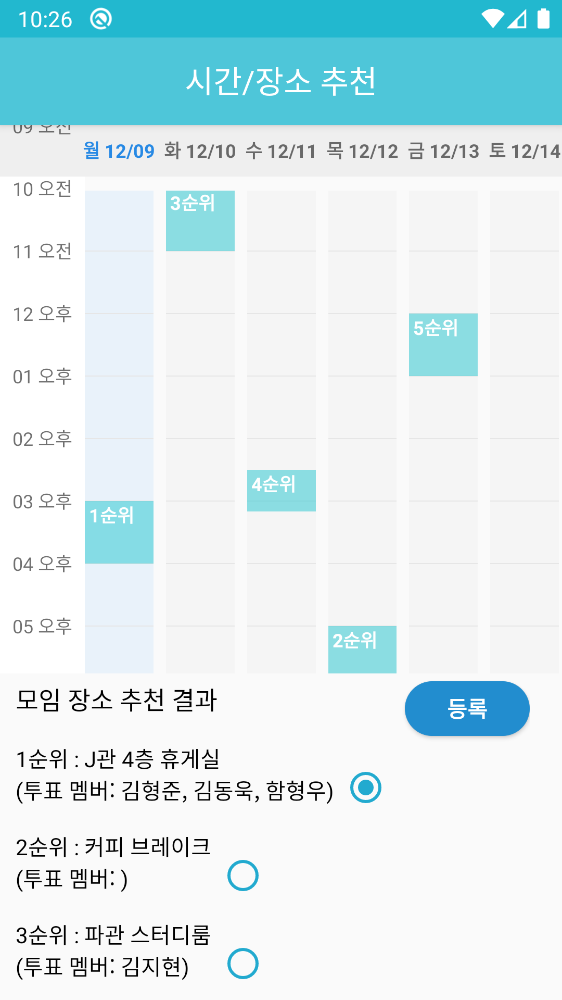 10:26
시간/장소 추천
09 오전
월 12/09 화 12/10 수 12/11 목 12/12 금 12/13 토 12/14
10 오전
3순위
11 오전
12 오후
5순위
01 오후
02 오후
4순위
03 오후
1순위
04 오후
05 오후
2순위
모임 장소 추천 결과
등록
1순위 : J관 4층 휴게실
(투표 멤버: 김형준, 김동욱, 함형우)
2순위 : 커피 브레이크
(투표 멤버: )
3순위 : 파관 스터디룸
(투표 멤버: 김지현)